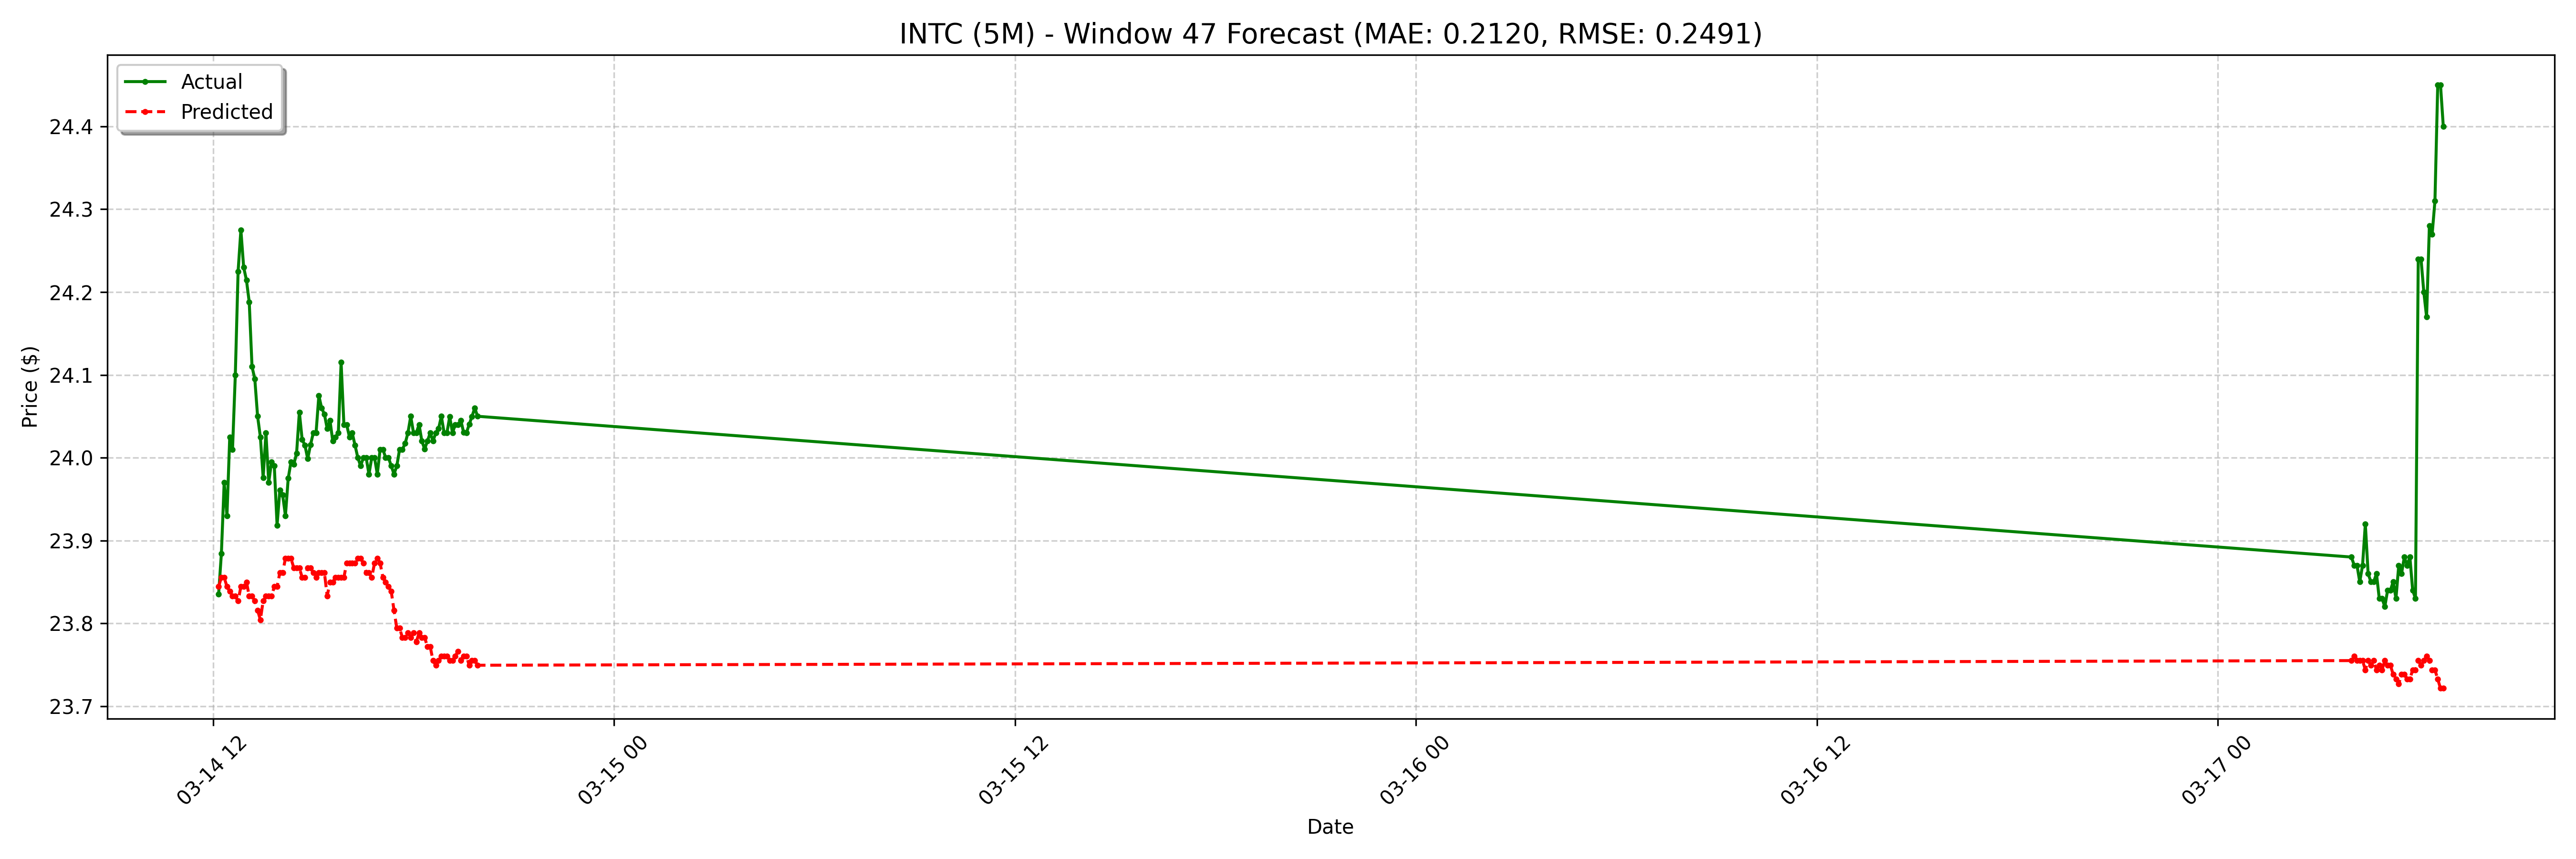 INTC (5M) - Window 47 Forecast (MAE: 0.2120, RMSE: 0.2491)
Actual
Predicted
Price ($)
24.4
24.3
24.2
24.1
24.0
23.9
23.8
23.7
03-14 12
03-15 00
03-15 12
03-16 00
03-16 12
03-17 00
Date